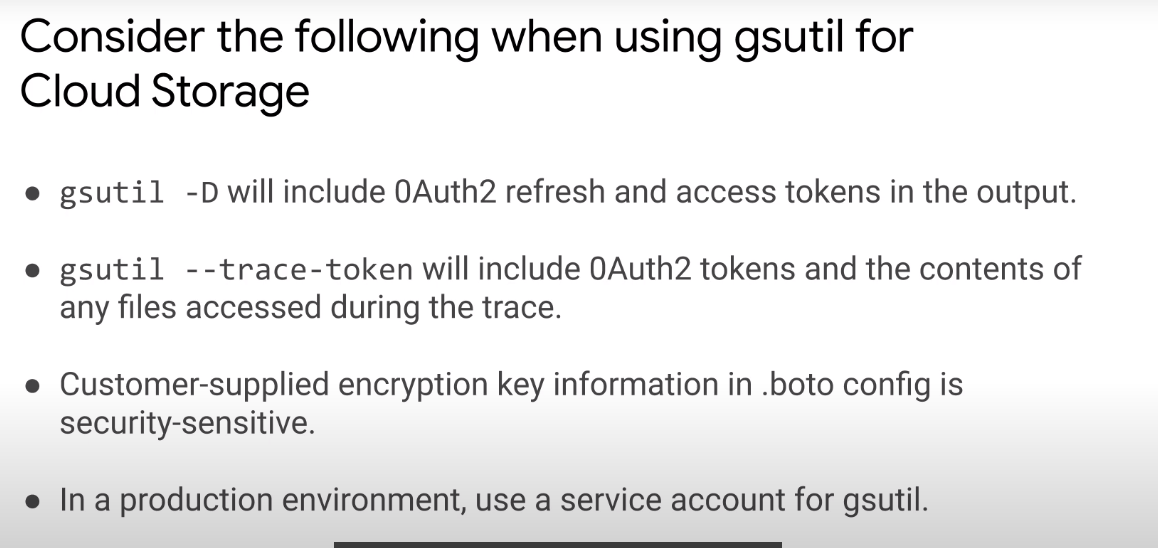 Consider the following when using gsutil for
Cloud Storage
● gsutil -D will include 0Auth2 refresh and access tokens in the output.
● gsutil --trace-token will include 0Auth2 tokens and the contents of
any files accessed during the trace.
● Customer-supplied encryption key information in .boto config is
security-sensitive.
● In a production environment, use a service account for gsutil.